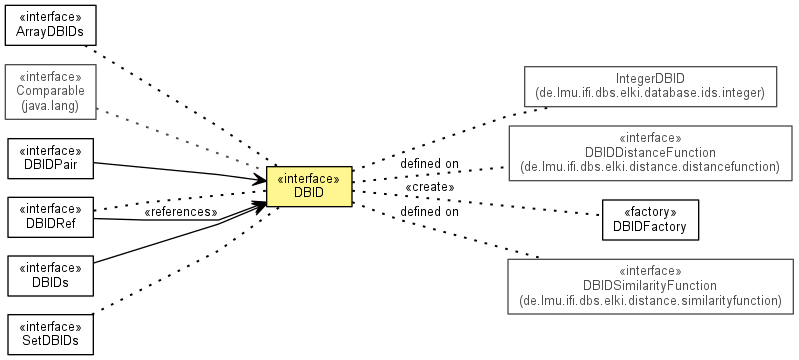 «interface»
ArrayDBIDs
«interface»
Comparable
(java.lang)
«interface»
DBIDPair
«interface»
DBIDRef
«interface»
DBIDs
«interface»
SetDBIDs
«references»
«interface»
DBID
defined on
«create»
defined on
IntegerDBID
(de.lmu.ifi.dbs.elki.database.ids.integer)
«interface»
DBIDDistanceFunction
(de.lmu.ifi.dbs.elki.distance.distancefunction)
«factory»
DBIDFactory
«interface»
DBIDSimilarityFunction
(de.lmu.ifi.dbs.elki.distance.similarityfunction)